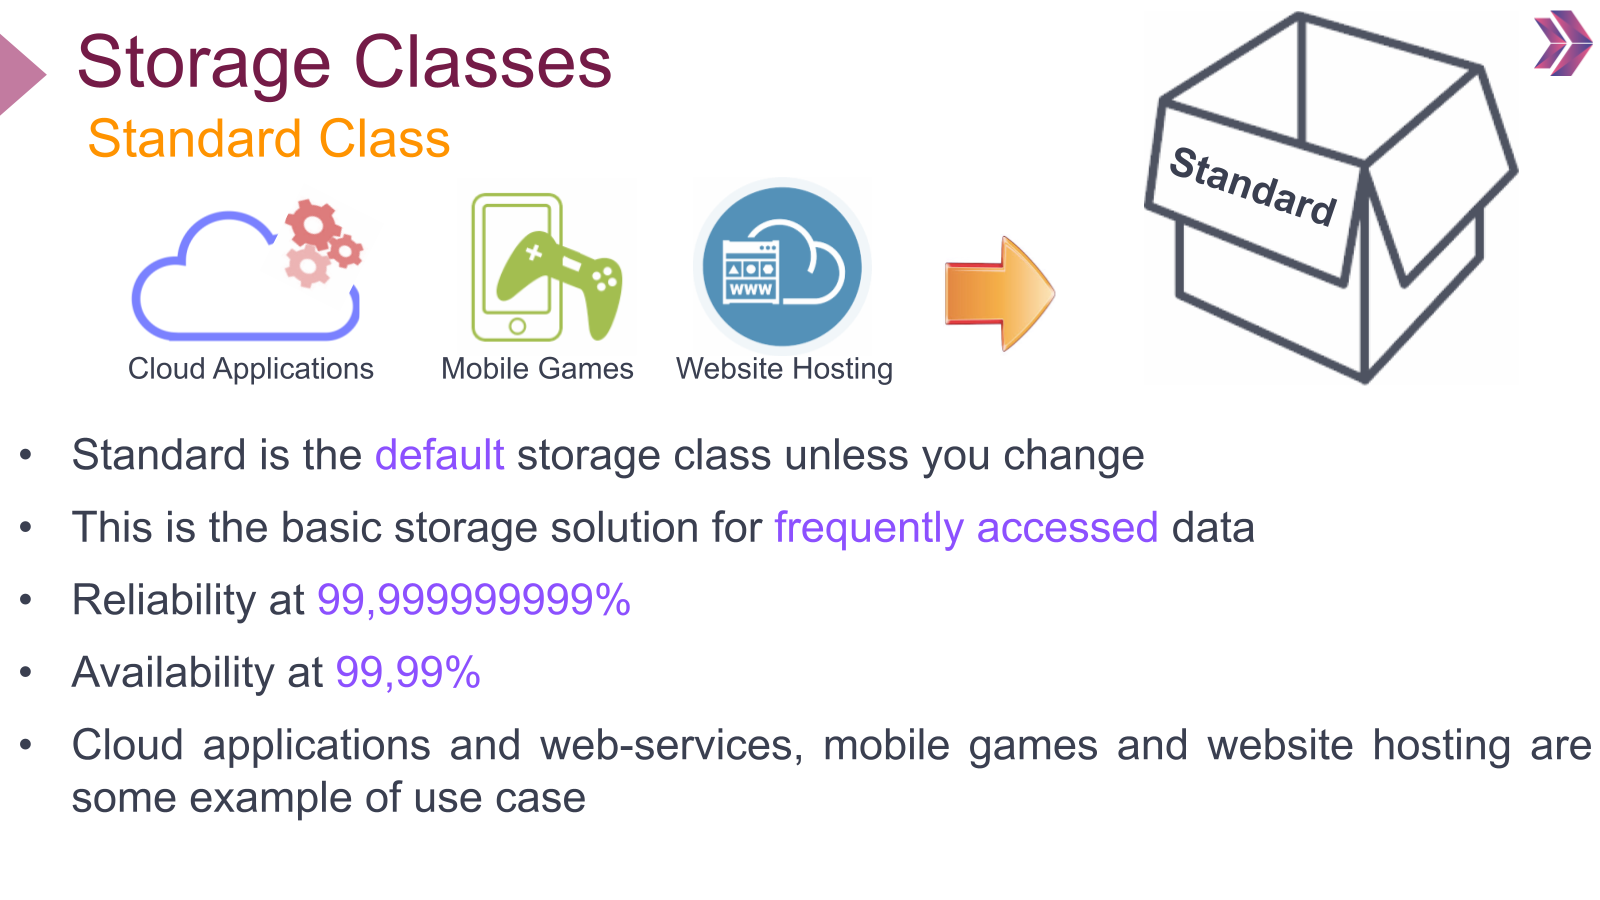 Storage Classes
Standard Class
Standard
WWW
Cloud Applications
Mobile Games
Website Hosting
• Standard is the default storage class unless you change
• This is the basic storage solution for frequently accessed data
• Reliability at 99,999999999%
• Availability at 99,99%
• Cloud applications and web-services, mobile games and website hosting are
some example of use case